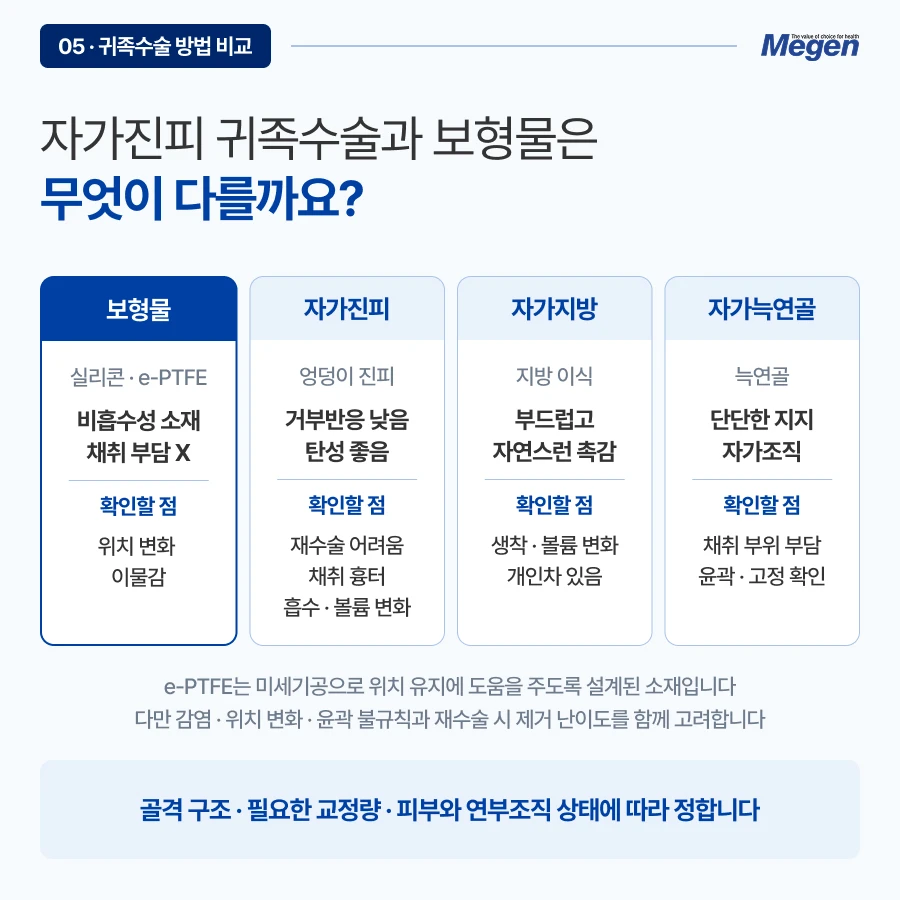 05 · 귀족수술 방법 비교
The value of choice for health
Megen
자가진피 귀족수술과 보형물은
무엇이 다를까요?
보형물
실리콘 · e-PTFE
비흡수성 소재
채취 부담 X
확인할 점
위치 변화
이물감
자가진피
엉덩이 진피
거부반응 낮음
탄성 좋음
확인할 점
재수술 어려움
채취 흉터
흡수 · 볼륨 변화
자가지방
지방 이식
부드럽고
자연스런 촉감
확인할 점
생착 · 볼륨 변화
개인차 있음
자가늑연골
늑연골
단단한 지지
자가조직
확인할 점
채취 부위 부담
윤곽 · 고정 확인
e-PTFE는 미세기공으로 위치 유지에 도움을 주도록 설계된 소재입니다
다만 감염 · 위치 변화 · 윤곽 불규칙과 재수술 시 제거 난이도를 함께 고려합니다
골격 구조 · 필요한 교정량 · 피부와 연부조직 상태에 따라 정합니다